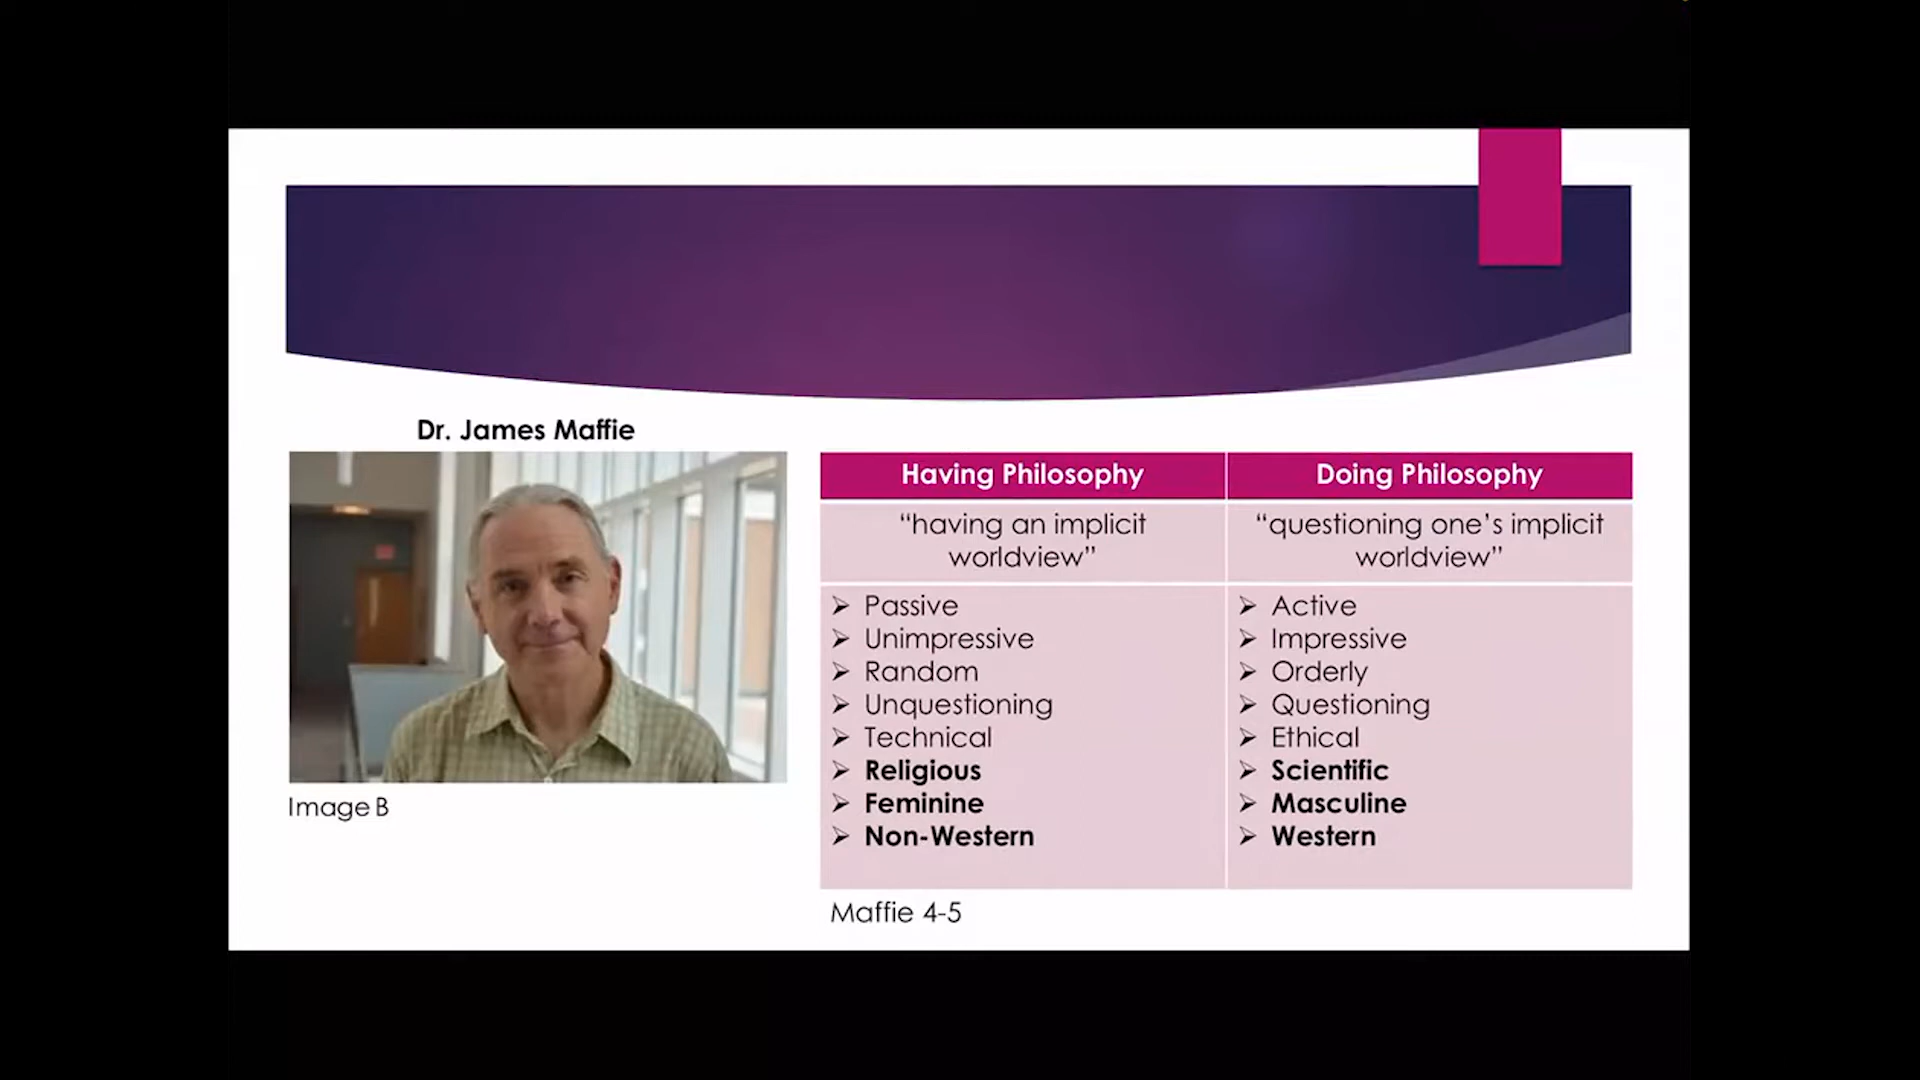 Dr. James Maffie
Image B
Having Philosophy
Doing Philosophy
“having an implicit
worldview”
“questioning one’s implicit
worldview”
Passive
Unimpressive
Random
Unquestioning
Technical
Religious
Feminine
Non-Western
Active
Impressive
Orderly
Questioning
Ethical
Scientific
Masculine
Western
Maffie 4-5